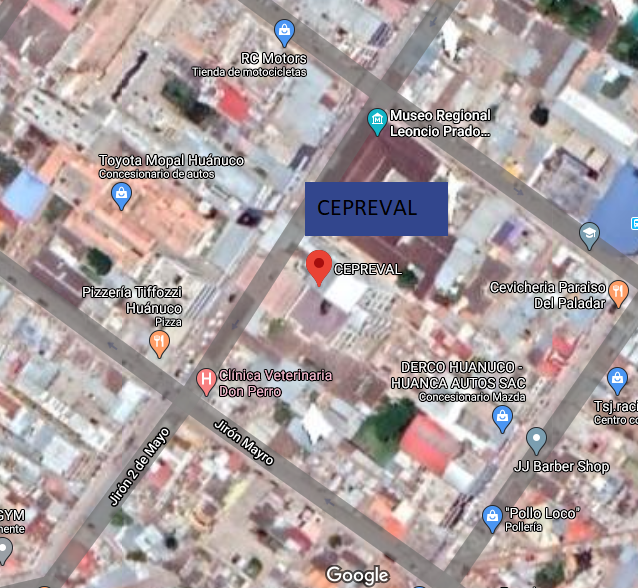 RC Motors
Tienda de motocicletas
Museo Regional
Leoncio Prado...
Toyota Mopal Huánuco
Concesionario de autos
CEPREVAL
CEPREVAL
Pizzería Tiffozzi
Huánuco
Pizza
Cevicheria Paraiso
Del Paladar
H
Clínica Veterinaria
Don Perro
DERCO HUANUCO -
HUANCA AUTOS SAC
Concesionario Mazda
Tsj.raci
Centro co
Jirón 2 de Mayo
Jirón Mayro
JJ Barber Shop
"Pollo Loco"
Pollería
GYM
nente
Google